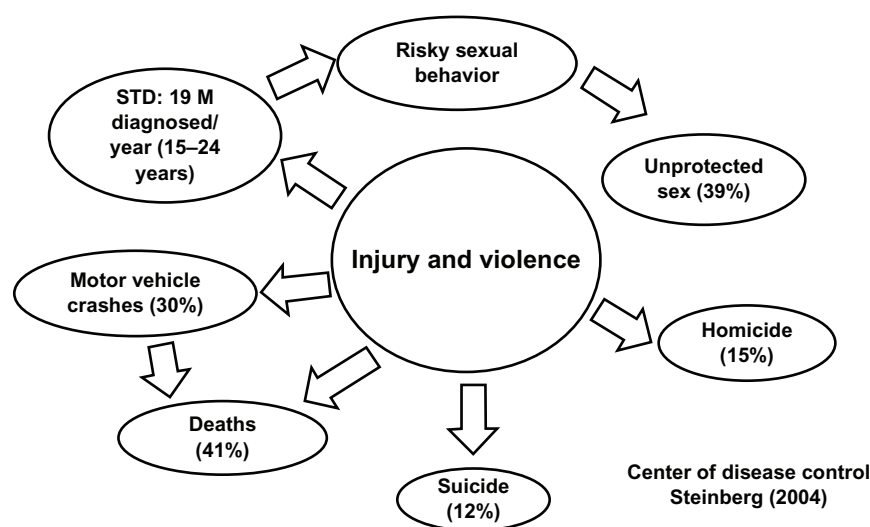 Risky sexual
behavior
STD: 19 M
diagnosed/
year (15–24
years)
Unprotected
sex (39%)
Injury and violence
Motor vehicle
crashes (30%)
Homicide
(15%)
Deaths
(41%)
Suicide
(12%)
Center of disease control
Steinberg (2004)